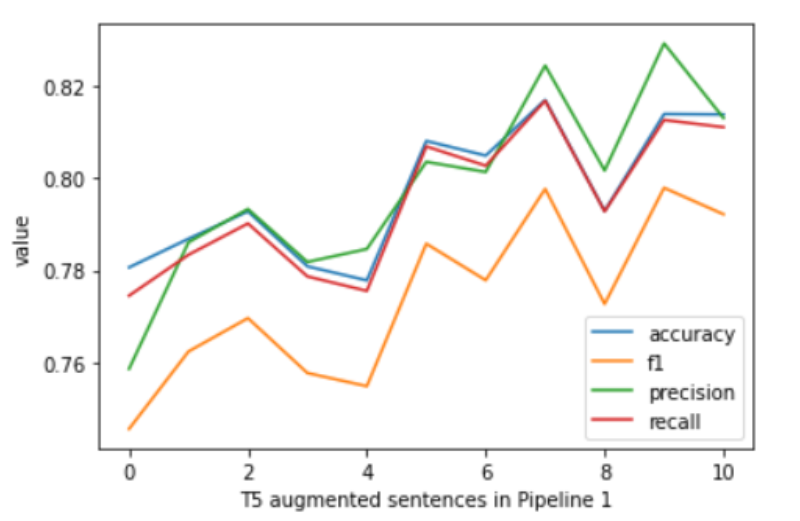 0.82
0.80
0.78
0.76
value
0 2 4 6 8 10
T5 augmented sentences in Pipeline 1
accuracy
f1
precision
recall